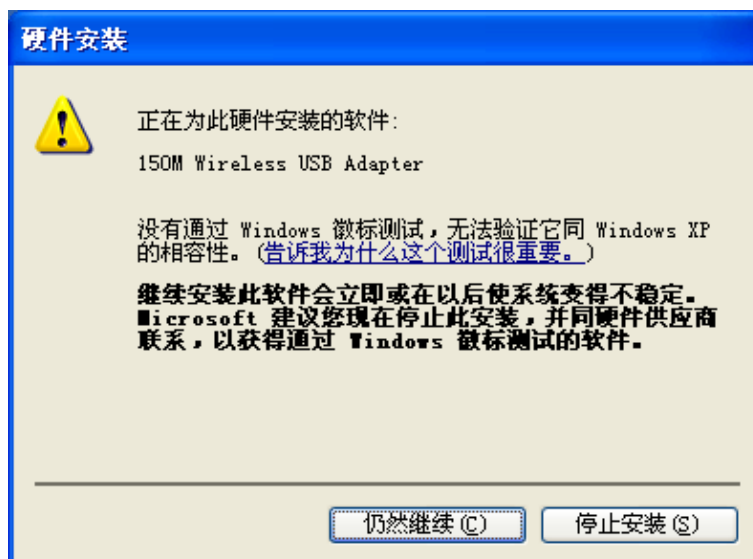 硬件安装
正在为此硬件安装的软件:
150M Wireless USB Adapter
没有通过 Windows 徽标测试，无法验证它同 Windows XP
的相容性。(告诉我为什么这个测试很重要。)
继续安装此软件会立即或在以后使系统变得不稳定。
Microsoft 建议您现在停止此安装，并同硬件供应商
联系，以获得通过 Windows 徽标测试的软件。
仍然继续(C)
停止安装(S)